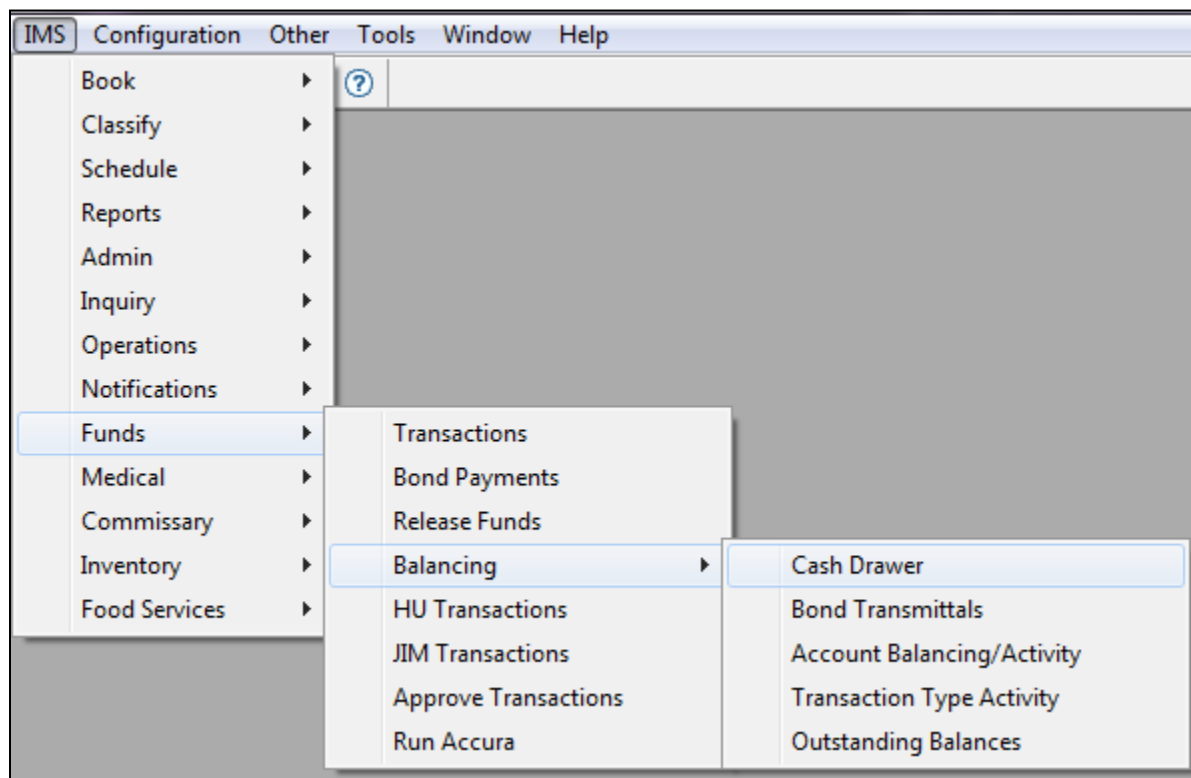 IMS Configuration Other Tools Window Help
Book
Classify
Schedule
Reports
Admin
Inquiry
Operations
Notifications
Funds
Medical
Commissary
Inventory
Food Services
Transactions
Bond Payments
Release Funds
Balancing
HU Transactions
JIM Transactions
Approve Transactions
Run Accura
Cash Drawer
Bond Transmittals
Account Balancing/Activity
Transaction Type Activity
Outstanding Balances